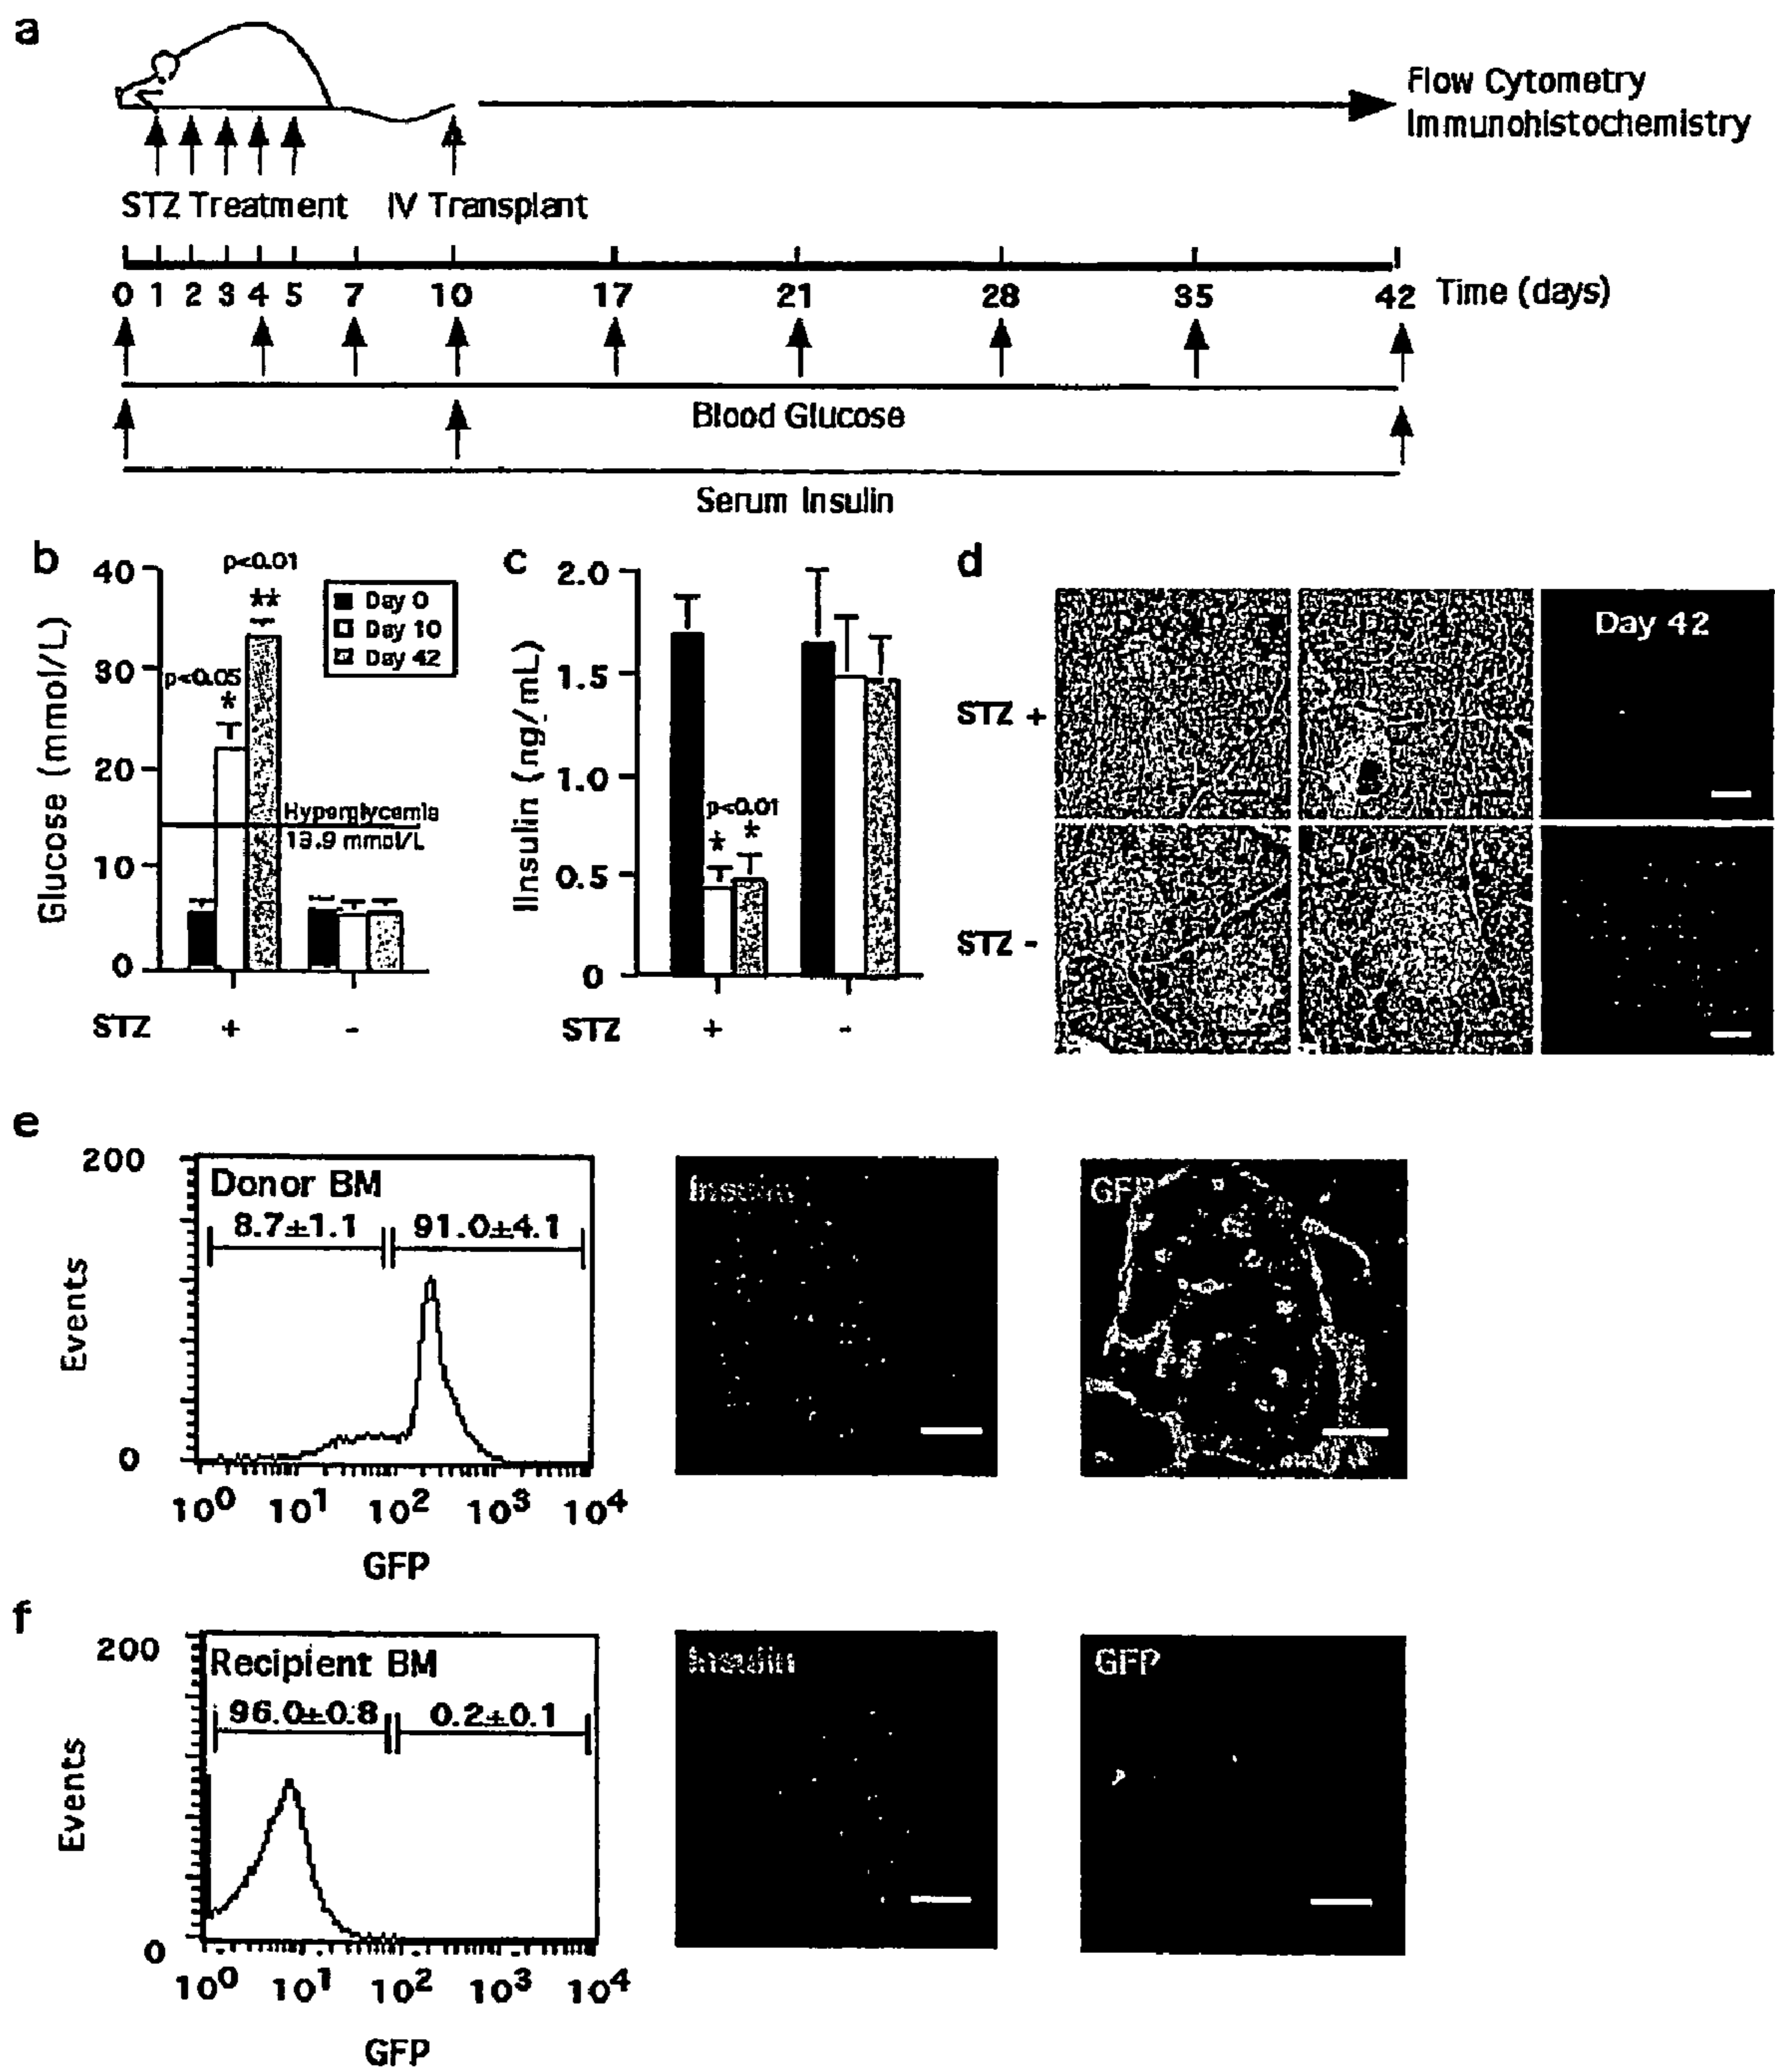 a
Flow Cytometry
Immunohistochemistry
STZ Treatment IV Transplant
0 1 2 3 4 5 7 10 17 21 28 35 42 Time (days)
Blood Glucose
Serum Insulin
b
Glucose (mmol/L)
40
30
20
10
0
p<0.01
**
p<0.05
*
Day 0
Day 10
Day 42
Hyperglycemia
13.9 mmol/L
STZ + -
c
IInsulin (ng/mL)
2.0
1.5
1.0
0.5
0
p<0.01
* *
STZ + -
d
Day 42
STZ +
STZ -
e
200
Events
0
Donor BM
8.7±1.1 91.0±4.1
10⁰ 10¹ 10² 10³ 10⁴
GFP
Insulin
GFP
f
200
Events
0
Recipient BM
96.0±0.8 0.2±0.1
10⁰ 10¹ 10² 10³ 10⁴
GFP
Insulin
GFP